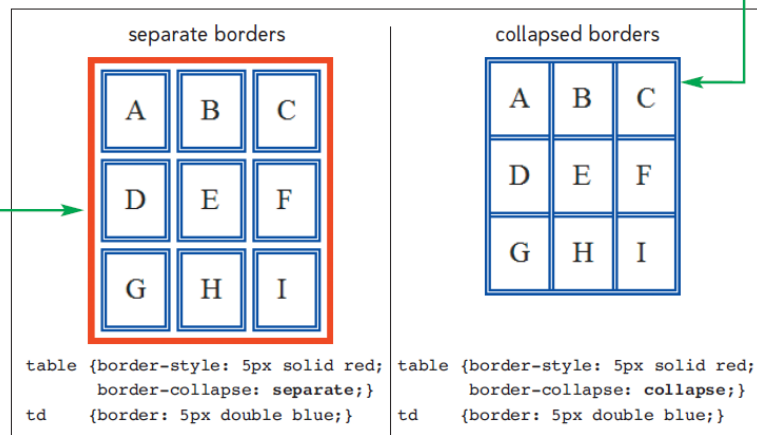 separate borders
A B C
D E F
G H I
table {border-style: 5px solid red;
border-collapse: separate;}
td {border: 5px double blue;}
collapsed borders
A B C
D E F
G H I
table {border-style: 5px solid red;
border-collapse: collapse;}
td {border: 5px double blue;}